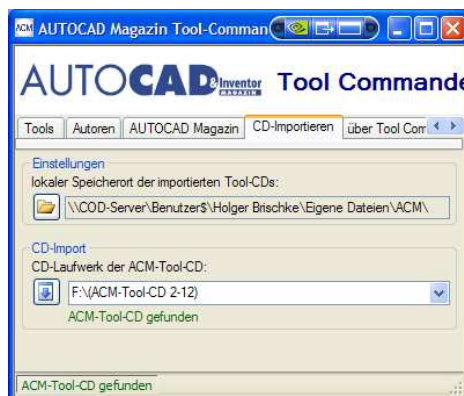 ACM AUTOCAD Magazin Tool-Comman
AUTOCAD & Inventor MAGAZIN Tool Commande
Tools Autoren AUTOCAD Magazin CD-Importieren über Tool Com
Einstellungen
lokaler Speicherort der importierten Tool-CDs:
\\COD-Server\Benutzer$\Holger Brischke\Eigene Dateien\ACM\
CD-Import
CD-Laufwerk der ACM-Tool-CD:
F:\(ACM-Tool-CD 2-12)
ACM-Tool-CD gefunden
ACM-Tool-CD gefunden